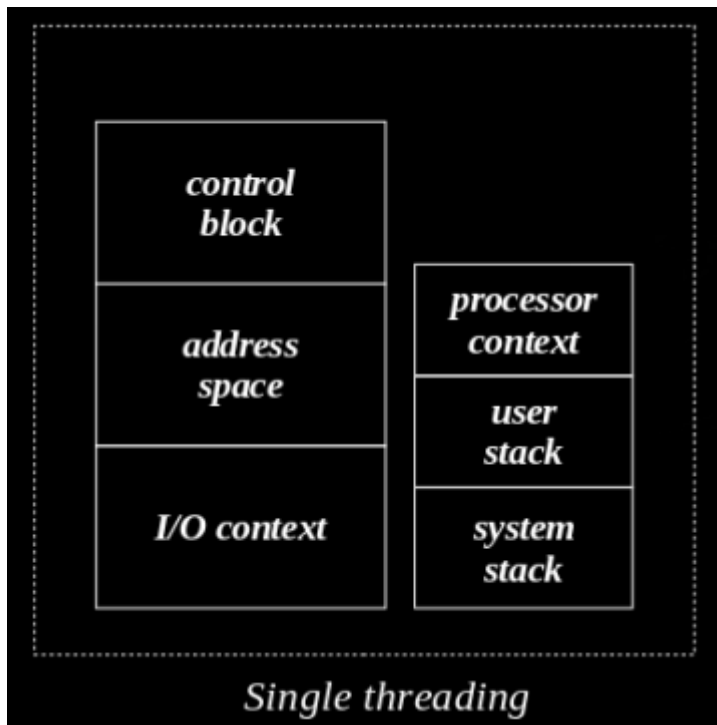 control
block
address
space
I/O context
processor
context
user
stack
system
stack
Single threading